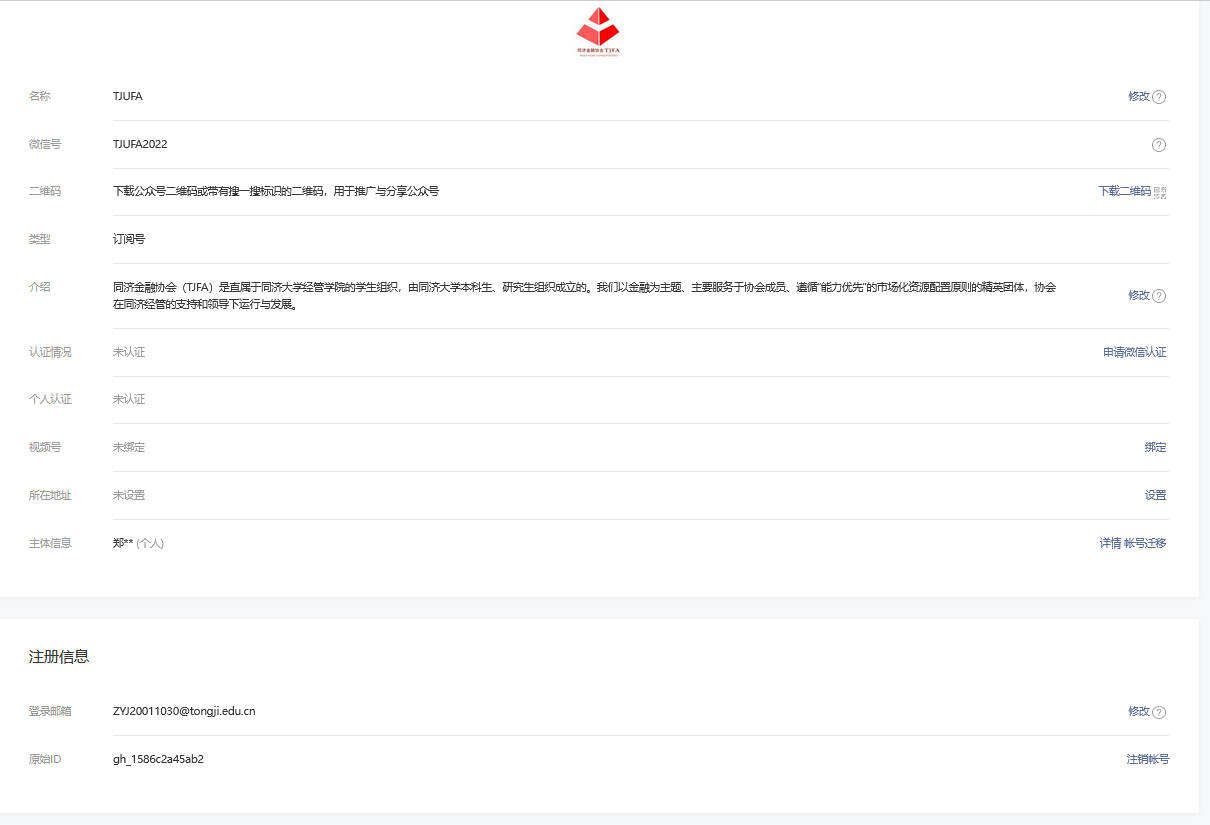 同济金融协会TJFA
名称 TJUFA 修改
微信号 TJUFA2022
二维码 下载公众号二维码或带有搜一搜标识的二维码，用于推广与分享公众号 下载二维码
类型 订阅号
介绍 同济金融协会（TJFA）是直属于同济大学经管学院的学生组织，由同济大学本科生、研究生组织成立的。我们以金融为主题、主要服务于协会成员、遵循“能力优先”的市场化资源配置原则的精英团体，协会 修改
在同济经管的支持和领导下运行与发展。
认证情况 未认证 申请微信认证
个人认证 未认证
视频号 未绑定 绑定
所在地址 未设置 设置
主体信息 郑** (个人) 详情 帐号迁移
注册信息
登录邮箱 ZYJ20011030@tongji.edu.cn 修改
原始ID gh_1586c2a45ab2 注销帐号